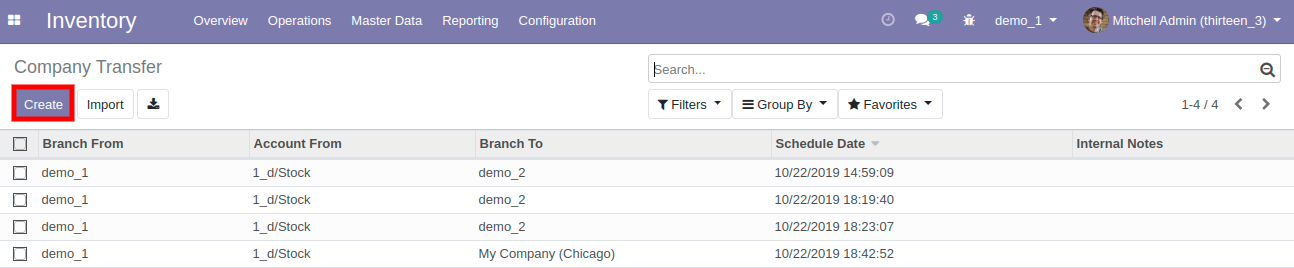 Inventory Overview Operations Master Data Reporting Configuration 3 demo_1 Mitchell Admin (thirteen_3)
Company Transfer
Search...
Create Import Filters Group By Favorites 1-4 / 4
Branch From Account From Branch To Schedule Date Internal Notes
demo_1 1_d/Stock demo_2 10/22/2019 14:59:09
demo_1 1_d/Stock demo_2 10/22/2019 18:19:40
demo_1 1_d/Stock demo_2 10/22/2019 18:23:07
demo_1 1_d/Stock My Company (Chicago) 10/22/2019 18:42:52